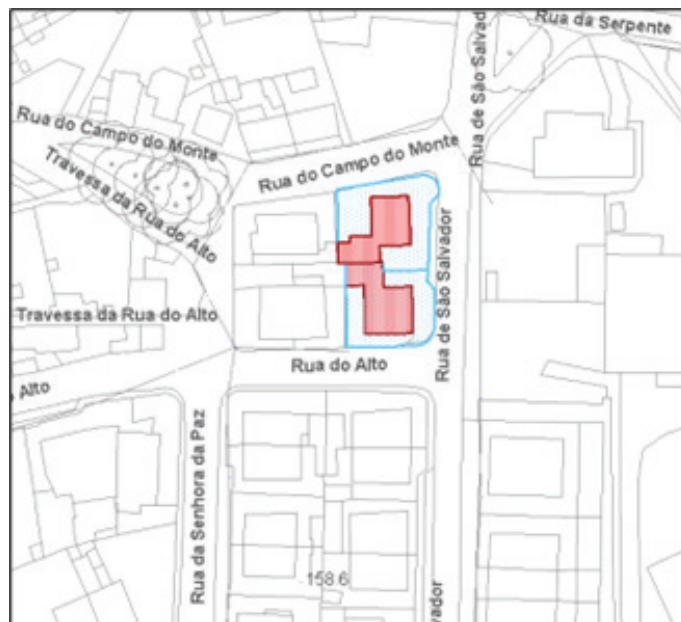 Rua da Serpente
Rua de São Salvad
Rua do Campo do Monte
Rua do Campo do Monte
Travessa da Rua do Alto
Rua de São Salvador
Travessa da Rua do Alto
Rua do Alto
Alto
Rua da Senhora da Paz
158.6
vador